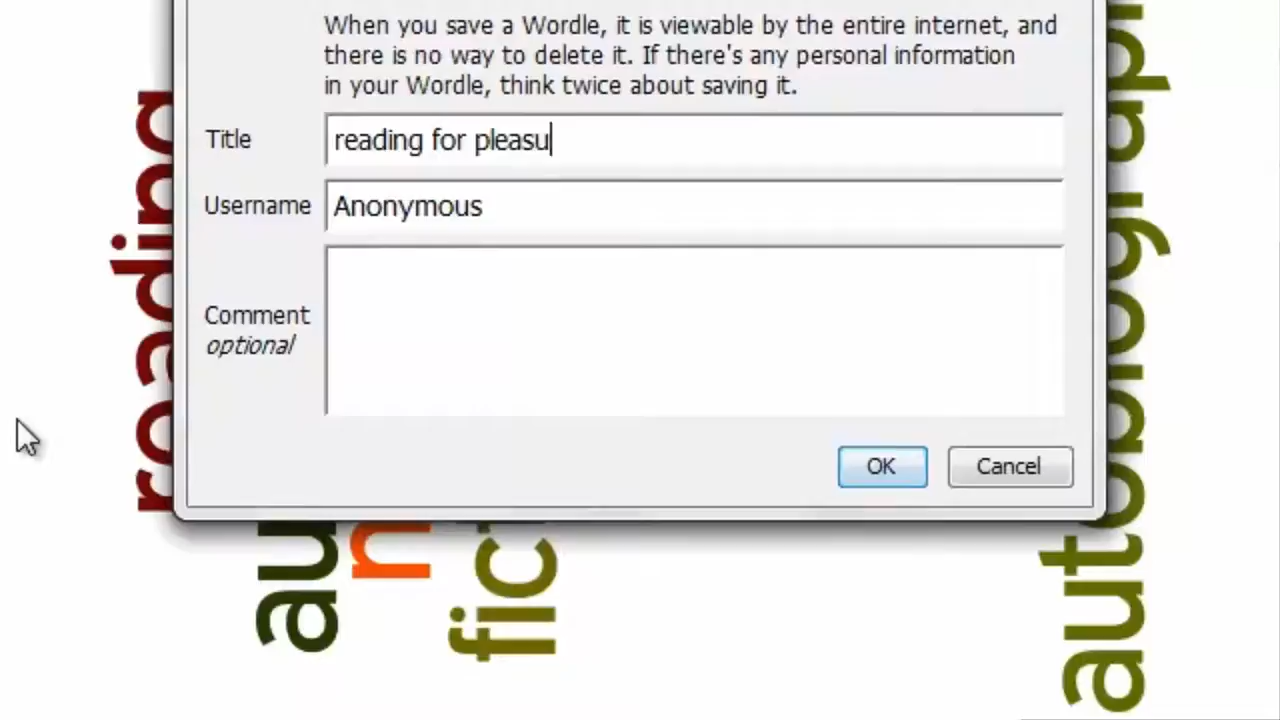 When you save a Wordle, it is viewable by the entire internet, and
there is no way to delete it. If there's any personal information
in your Wordle, think twice about saving it.
Title
reading for pleasu
Username
Anonymous
Comment
optional
OK
Cancel
reading